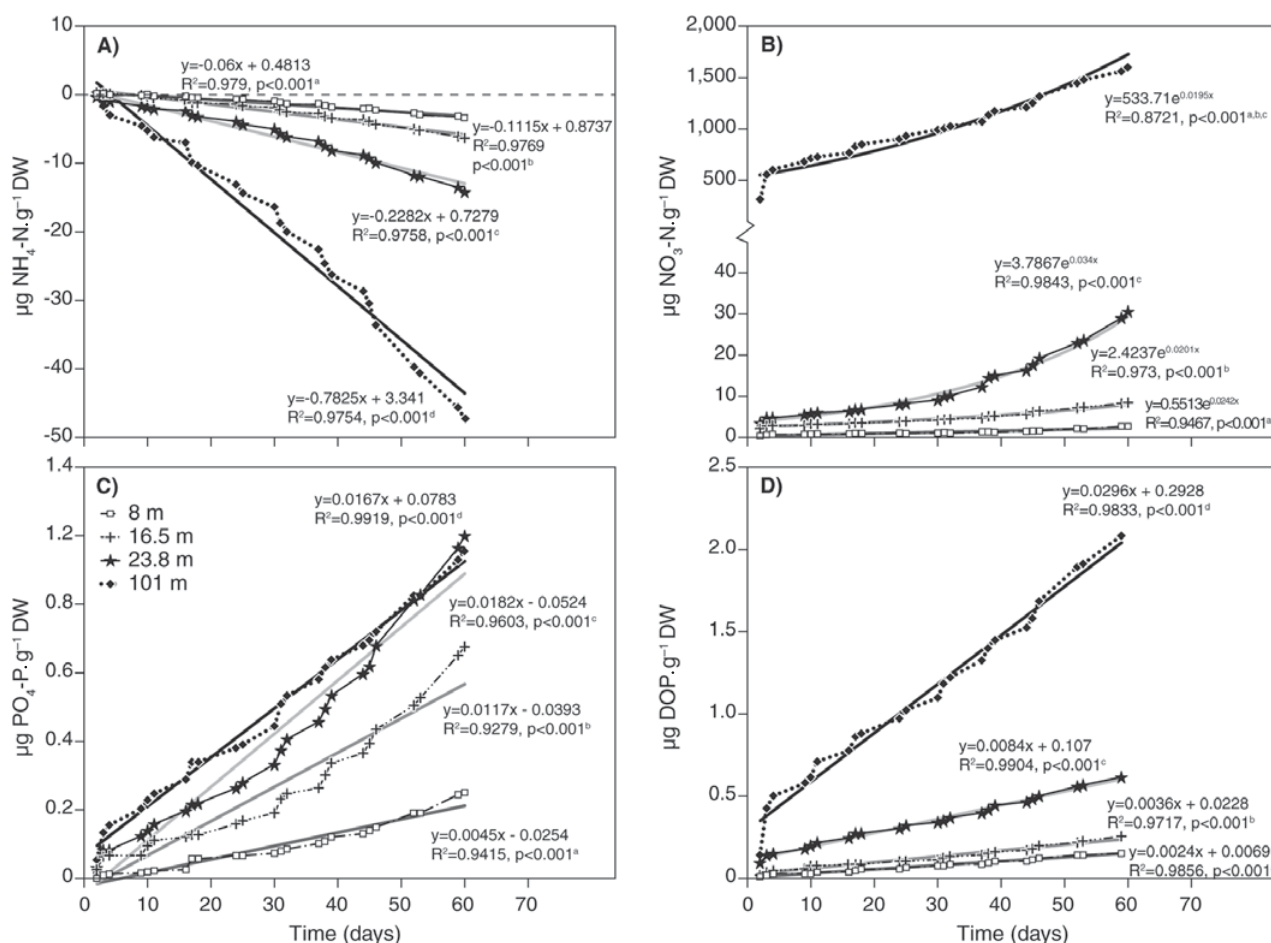 A)
10
0
-10
-20
-30
-40
-50
µg NH₄-N.g⁻¹ DW
y=-0.06x + 0.4813
R²=0.979, p<0.001ᵃ
y=-0.1115x + 0.8737
R²=0.9769
p<0.001ᵇ
y=-0.2282x + 0.7279
R²=0.9758, p<0.001ᶜ
y=-0.7825x + 3.341
R²=0.9754, p<0.001ᵈ
B)
2,000
1,500
1,000
500
50
40
30
20
10
0
µg NO₃-N.g⁻¹ DW
y=533.71e⁰·⁰¹⁹⁵ˣ
R²=0.8721, p<0.001ᵃ,ᵇ,ᶜ
y=3.7867e⁰·⁰³⁴ˣ
R²=0.9843, p<0.001ᶜ
y=2.4237e⁰·⁰²⁰¹ˣ
R²=0.973, p<0.001ᵇ
y=0.5513e⁰·⁰²⁴²ˣ
R²=0.9467, p<0.001ᵃ
C)
8 m
16.5 m
23.8 m
101 m
1.4
1.2
0.8
0.6
0.4
0.2
0
µg PO₄-P.g⁻¹ DW
y=0.0167x + 0.0783
R²=0.9919, p<0.001ᵈ
y=0.0182x - 0.0524
R²=0.9603, p<0.001ᶜ
y=0.0117x - 0.0393
R²=0.9279, p<0.001ᵇ
y=0.0045x - 0.0254
R²=0.9415, p<0.001ᵃ
0 10 20 30 40 50 60 70 80
Time (days)
D)
2.5
2.0
1.5
1.0
0.5
0
µg DOP.g⁻¹ DW
y=0.0296x + 0.2928
R²=0.9833, p<0.001ᵈ
y=0.0084x + 0.107
R²=0.9904, p<0.001ᶜ
y=0.0036x + 0.0228
R²=0.9717, p<0.001ᵇ
y=0.0024x + 0.0069
R²=0.9856, p<0.001
0 10 20 30 40 50 60 70 80
Time (days)